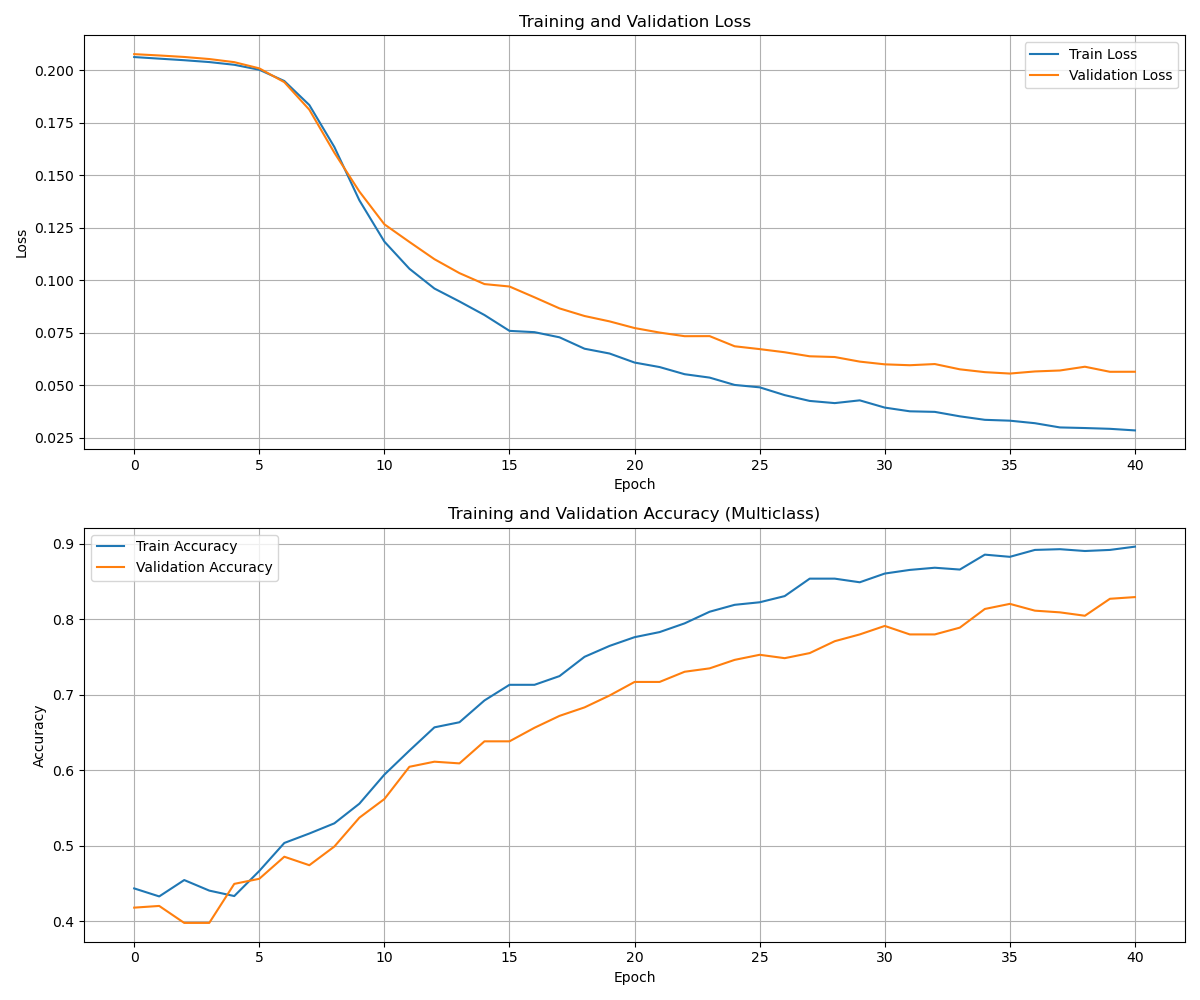 Training and Validation Loss
Train Loss
Validation Loss
0.200
0.175
0.150
0.125
0.100
0.075
0.050
0.025
Loss
0 5 10 15 20 25 30 35 40
Epoch
Training and Validation Accuracy (Multiclass)
Train Accuracy
Validation Accuracy
0.9
0.8
0.7
0.6
0.5
0.4
Accuracy
0 5 10 15 20 25 30 35 40
Epoch